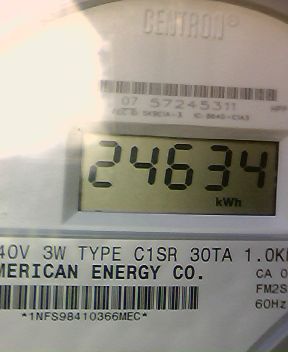 CENTRON®
07 57245311
24634
kWh
40V 3W TYPE C1SR 30TA 1.0K
MERICAN ENERGY CO.
CA 0
FM2S
60Hz
*1NFS98410366MEC*